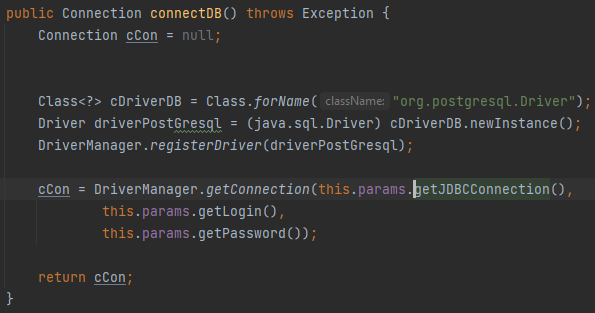 public Connection connectDB() throws Exception {
    Connection cCon = null;
    Class<?> cDriverDB = Class.forName( className: "org.postgresql.Driver");
    Driver driverPostGresql = (java.sql.Driver) cDriverDB.newInstance();
    DriverManager.registerDriver(driverPostGresql);
    cCon = DriverManager.getConnection(this.params.getJDBCConnection(),
            this.params.getLogin(),
            this.params.getPassword());
    return cCon;
}